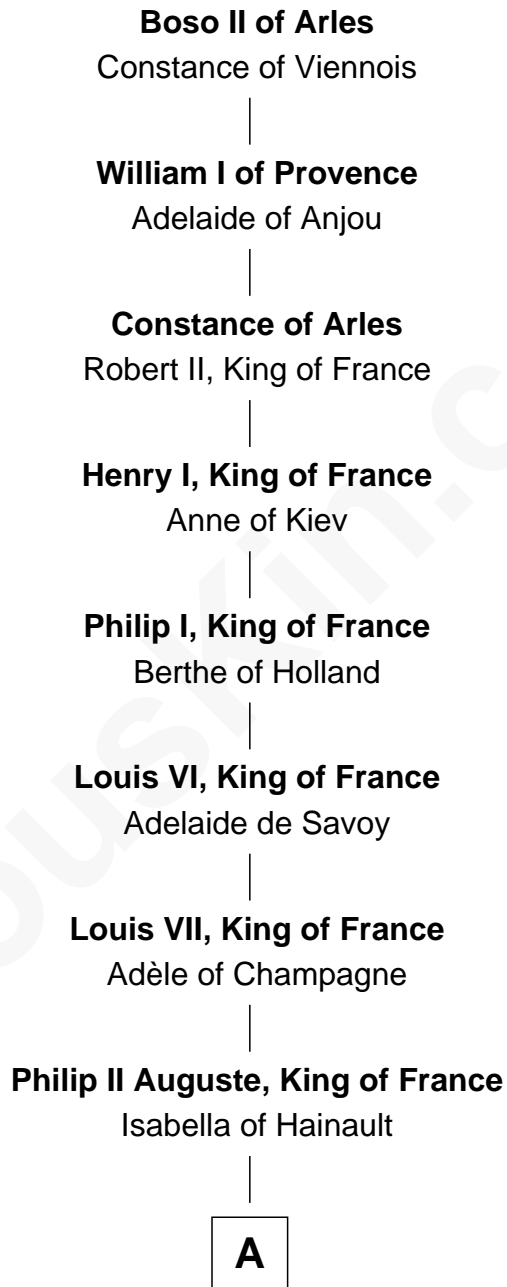 Boso II of Arles
Constance of Viennois
William I of Provence
Adelaide of Anjou
Constance of Arles
Robert II, King of France
Henry I, King of France
Anne of Kiev
Philip I, King of France
Berthe of Holland
Louis VI, King of France
Adelaide de Savoy
Louis VII, King of France
Adèle of Champagne
Philip II Auguste, King of France
Isabella of Hainault
A